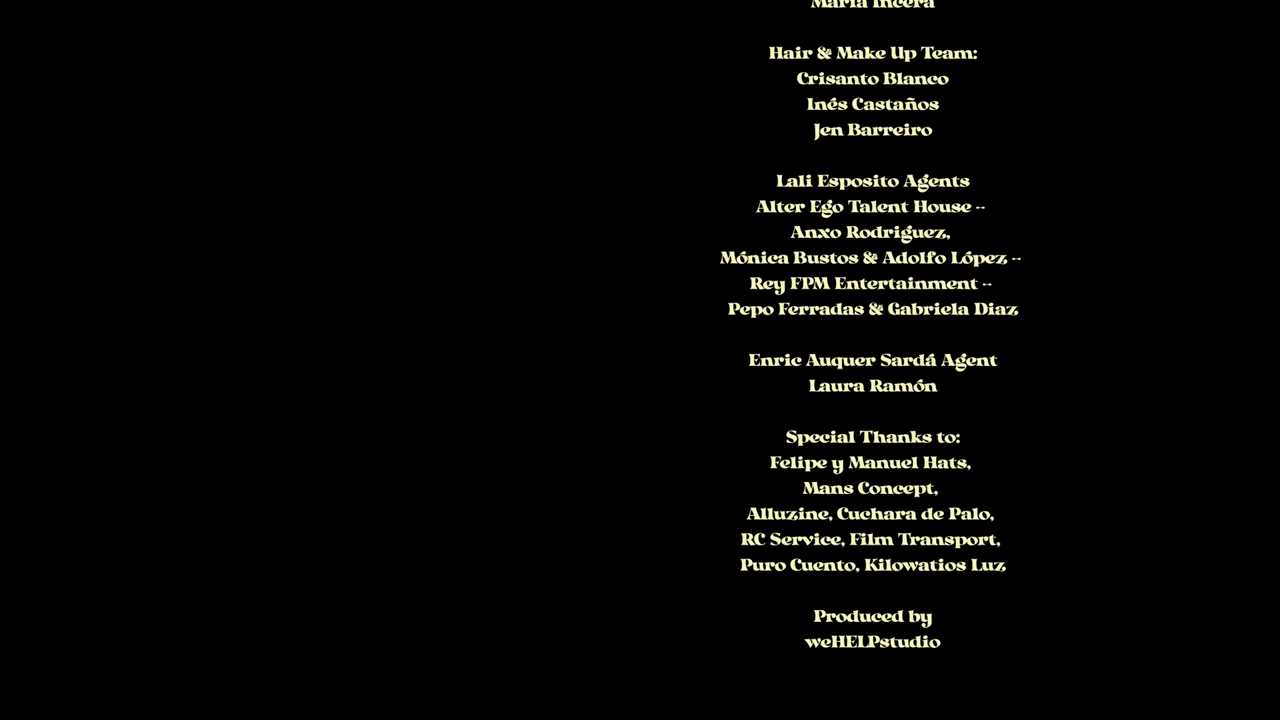 María Incera
Hair & Make Up Team:
Crisanto Blanco
Inés Castaños
Jen Barreiro
Lali Esposito Agents
Alter Ego Talent House --
Anxo Rodriguez,
Mónica Bustos & Adolfo López --
Rey FPM Entertainment --
Pepo Ferradas & Gabriela Diaz
Enric Auquer Sardá Agent
Laura Ramón
Special Thanks to:
Felipe y Manuel Hats,
Mans Concept,
Alluzine, Cuchara de Palo,
RC Service, Film Transport,
Puro Cuento, Kilowatios Luz
Produced by
weHELPstudio